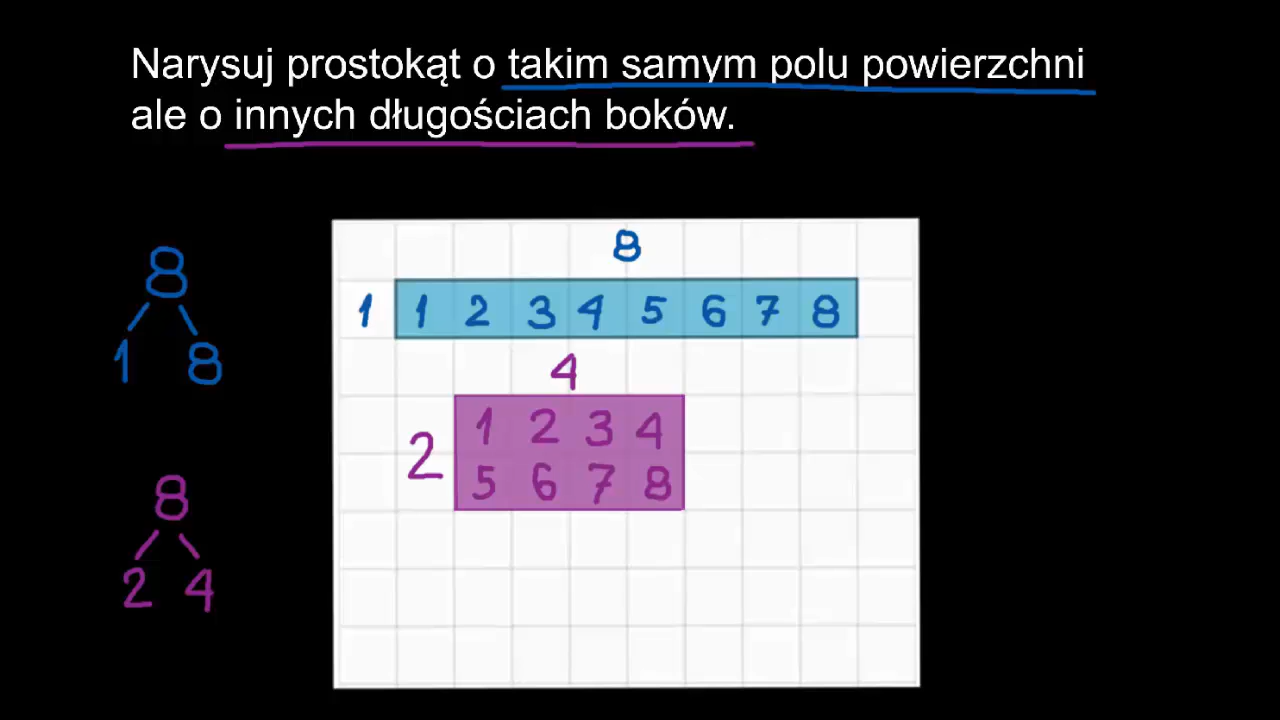 Narysuj prostokąt o takim samym polu powierzchni
ale o innych długościach boków.
8
1 8
8
2 4
8
1 1 2 3 4 5 6 7 8
4
2
1 2 3 4
5 6 7 8